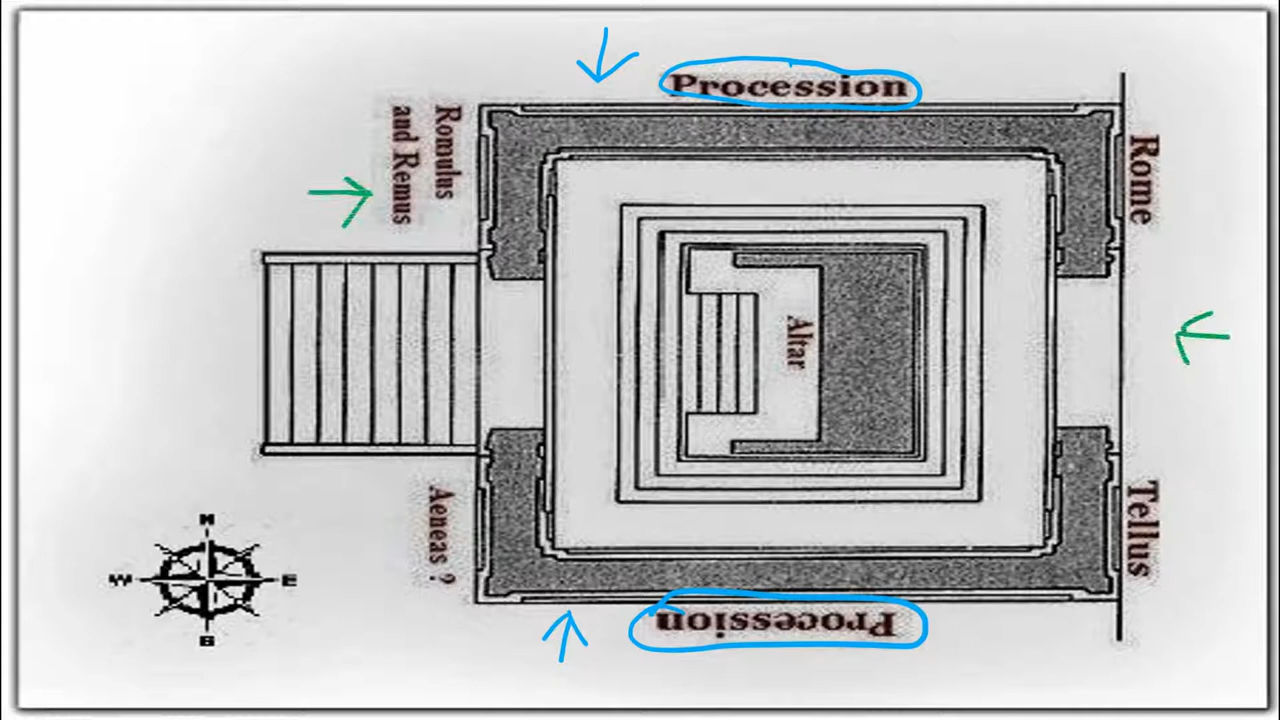 Procession
Romulus
and Remus
Rome
Altar
Aeneas ?
Tellus
Procession
N
W
E
S